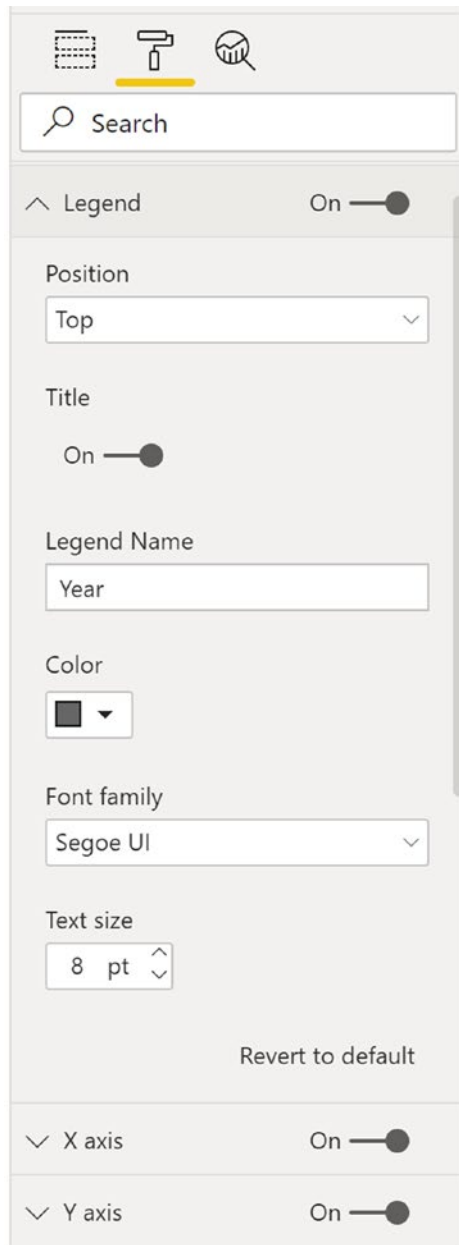 Search
Legend On
Position
Top
Title
On
Legend Name
Year
Color
Font family
Segoe UI
Text size
8 pt
Revert to default
X axis On
Y axis On